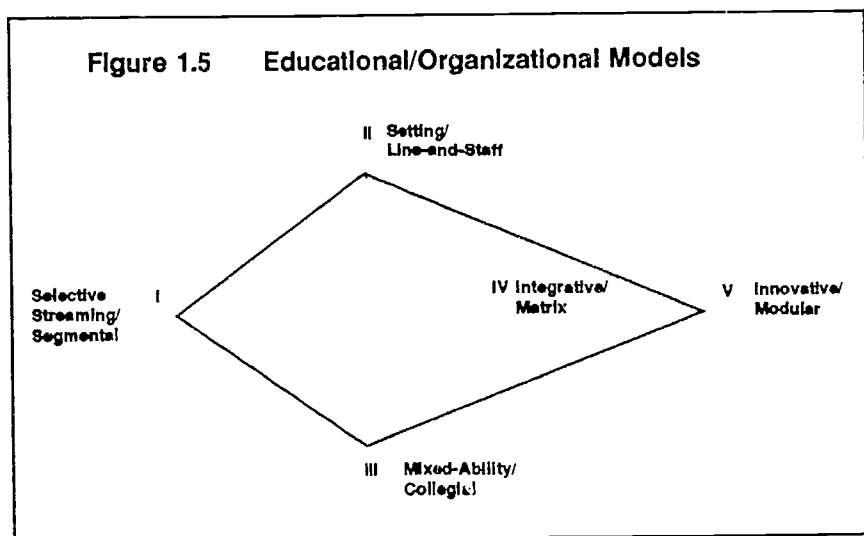 Figure 1.5 Educational/Organizational Models
II Setting/
Line-and-Staff
Selective I
Streaming/
Segmental
IV Integrative/
Matrix
V Innovative/
Modular
III Mixed-Ability/
Collegial